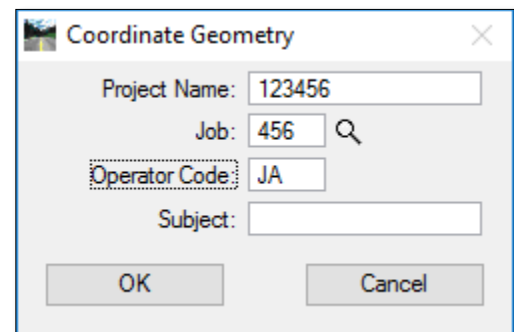 Coordinate Geometry
Project Name: 123456
Job: 456
Operator Code: JA
Subject:
OK Cancel